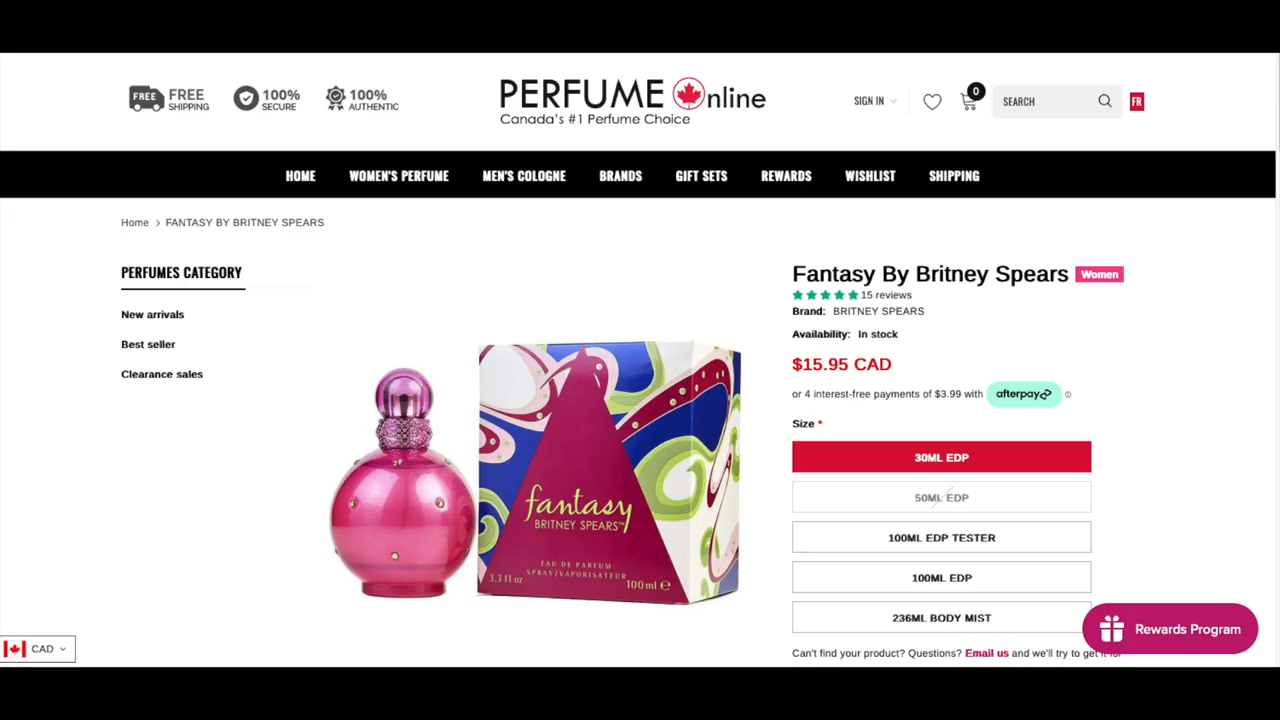 FREE
FREE
SHIPPING
100%
SECURE
100%
AUTHENTIC
PERFUME nline
Canada's #1 Perfume Choice
SIGN IN
0
SEARCH
FR
HOME WOMEN'S PERFUME MEN'S COLOGNE BRANDS GIFT SETS REWARDS WISHLIST SHIPPING
Home > FANTASY BY BRITNEY SPEARS
PERFUMES CATEGORY
New arrivals
Best seller
Clearance sales
fantasy
BRITNEY SPEARS™
EAU DE PARFUM
SPRAY/VAPORISATEUR
3.3 fl oz 100 ml e
Fantasy By Britney Spears Women
15 reviews
Brand: BRITNEY SPEARS
Availability: In stock
$15.95 CAD
or 4 interest-free payments of $3.99 with afterpay
Size *
30ML EDP
50ML EDP
100ML EDP TESTER
100ML EDP
236ML BODY MIST
Can't find your product? Questions? Email us and we'll try to get it for
Rewards Program
CAD